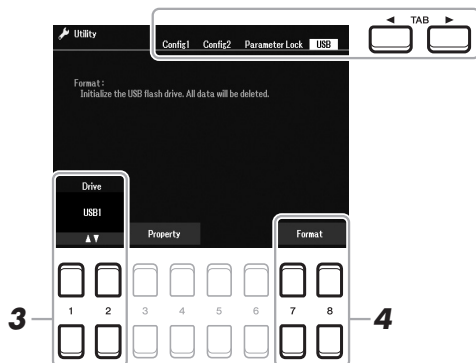 ◄ TAB ►
Utility
Config1 Config2 Parameter Lock USB
Format:
Initialize the USB flash drive. All data will be deleted.
Drive
USB1
▲▼
Property
Format
3
1 2 3 4 5 6 7 8
4